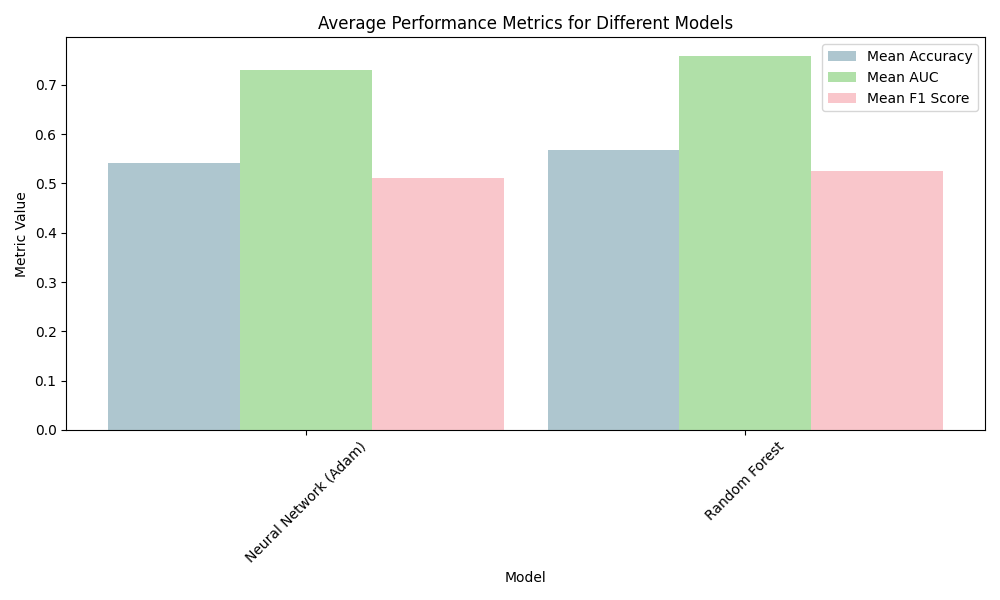 Average Performance Metrics for Different Models
Mean Accuracy
Mean AUC
Mean F1 Score
Metric Value
0.7
0.6
0.5
0.4
0.3
0.2
0.1
0.0
Neural Network (Adam)
Random Forest
Model